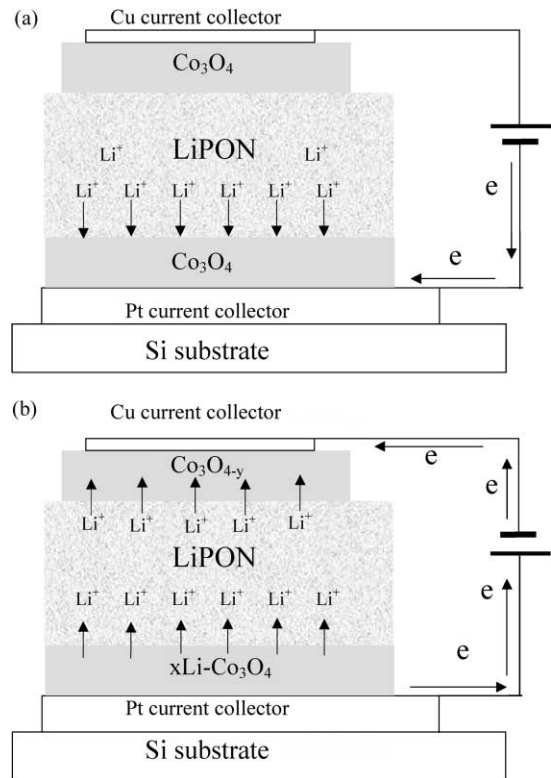 (a)
Cu current collector
Co₃O₄
LiPON
Li⁺ Li⁺
Li⁺ Li⁺ Li⁺ Li⁺ Li⁺ Li⁺
e
e
Co₃O₄
Pt current collector
Si substrate
(b)
Cu current collector
e
Co₃O₄₋y
e
Li⁺ Li⁺ Li⁺ Li⁺ Li⁺
LiPON
Li⁺ Li⁺ Li⁺ Li⁺ Li⁺ Li⁺
e
e
xLi-Co₃O₄
Pt current collector
Si substrate